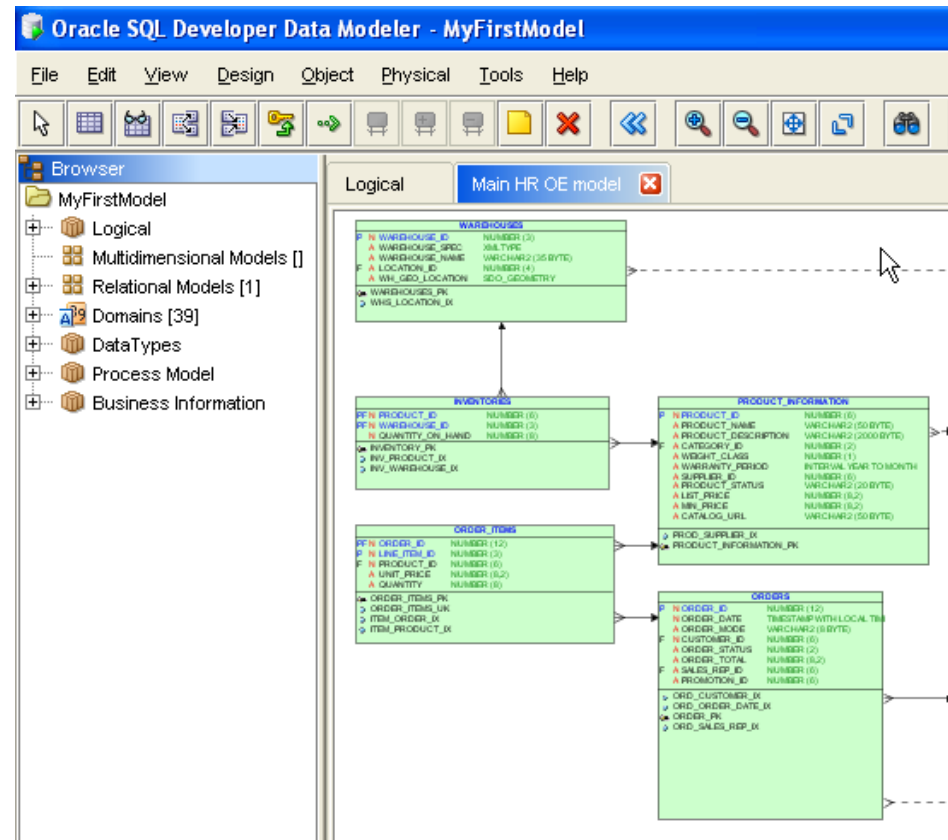 Oracle SQL Developer Data Modeler - MyFirstModel
File Edit View Design Object Physical Tools Help
Browser
MyFirstModel
Logical
Multidimensional Models []
Relational Models [1]
Domains [39]
DataTypes
Process Model
Business Information
Logical Main HR OE model
WAREHOUSES
P N WAREHOUSE_ID NUMBER (3)
A WAREHOUSE_SPEC XMLTYPE
A WAREHOUSE_NAME VARCHAR2 (35 BYTE)
F A LOCATION_ID NUMBER (4)
A WH_GEO_LOCATION SDO_GEOMETRY
WAREHOUSES_PK
WHS_LOCATION_IX
INVENTORIES
PF N PRODUCT_ID NUMBER (6)
PF N WAREHOUSE_ID NUMBER (3)
N QUANTITY_ON_HAND NUMBER (8)
INVENTORY_PK
INV_PRODUCT_IX
INV_WAREHOUSE_IX
PRODUCT_INFORMATION
P N PRODUCT_ID NUMBER (6)
A PRODUCT_NAME VARCHAR2 (50 BYTE)
A PRODUCT_DESCRIPTION VARCHAR2 (2000 BYTE)
F A CATEGORY_ID NUMBER (2)
A WEIGHT_CLASS NUMBER (1)
A WARRANTY_PERIOD INTERVAL YEAR TO MONTH
A SUPPLIER_ID NUMBER (6)
A PRODUCT_STATUS VARCHAR2 (20 BYTE)
A LIST_PRICE NUMBER (8,2)
A MIN_PRICE NUMBER (8,2)
A CATALOG_URL VARCHAR2 (50 BYTE)
PROD_SUPPLIER_IX
PRODUCT_INFORMATION_PK
ORDER_ITEMS
PF N ORDER_ID NUMBER (12)
P N LINE_ITEM_ID NUMBER (3)
F N PRODUCT_ID NUMBER (6)
A UNIT_PRICE NUMBER (8,2)
A QUANTITY NUMBER (8)
ORDER_ITEMS_PK
ORDER_ITEMS_UK
ITEM_ORDER_IX
ITEM_PRODUCT_IX
ORDERS
P N ORDER_ID NUMBER (12)
N ORDER_DATE TIMESTAMP WITH LOCAL TIM
A ORDER_MODE VARCHAR2 (8 BYTE)
F N CUSTOMER_ID NUMBER (6)
A ORDER_STATUS NUMBER (2)
A ORDER_TOTAL NUMBER (8,2)
F A SALES_REP_ID NUMBER (6)
A PROMOTION_ID NUMBER (6)
ORD_CUSTOMER_IX
ORD_ORDER_DATE_IX
ORDER_PK
ORD_SALES_REP_IX